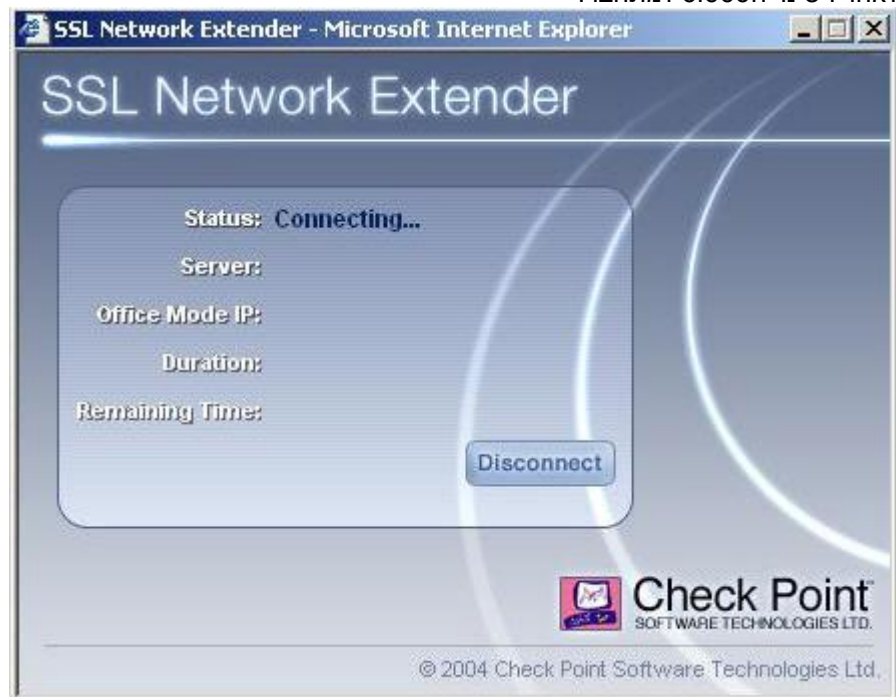 SSL Network Extender - Microsoft Internet Explorer
SSL Network Extender
Status: Connecting...
Server:
Office Mode IP:
Duration:
Remaining Time:
Disconnect
Check Point
SOFTWARE TECHNOLOGIES LTD.
© 2004 Check Point Software Technologies Ltd.